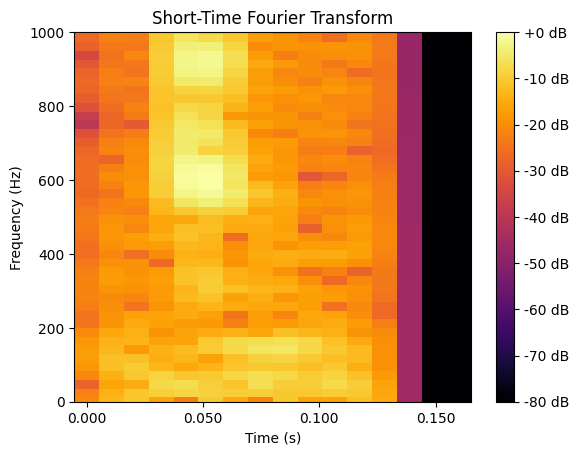 Short-Time Fourier Transform
Frequency (Hz)
1000
800
600
400
200
0
0.000
0.050
0.100
0.150
Time (s)
+0 dB
-10 dB
-20 dB
-30 dB
-40 dB
-50 dB
-60 dB
-70 dB
-80 dB